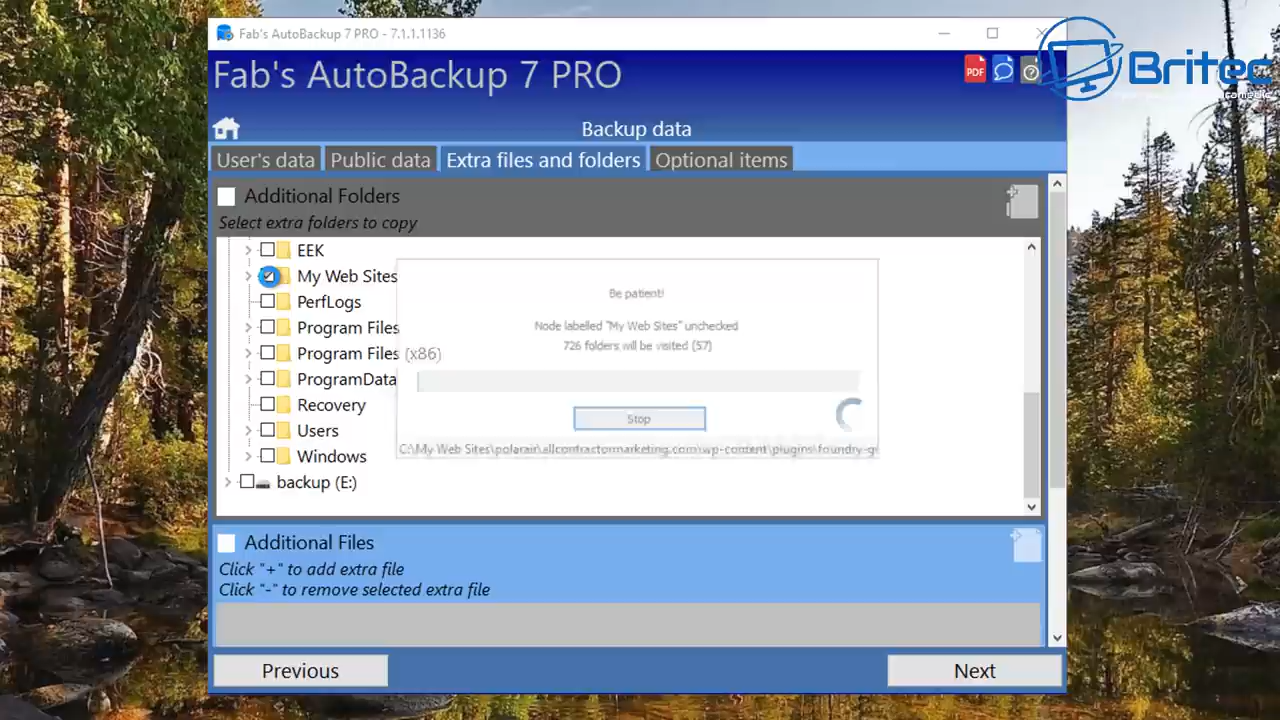 Fab's AutoBackup 7 PRO - 7.1.1.1136
Fab's AutoBackup 7 PRO
PDF
Britec
Backup data
User's data
Public data
Extra files and folders
Optional items
Additional Folders
Select extra folders to copy
EEK
My Web Sites
PerfLogs
Program Files
Program Files (x86)
ProgramData
Recovery
Users
Windows
backup (E:)
Be patient!
Node labelled "My Web Sites" unchecked
726 folders will be visited (57)
Stop
C:\My Web Sites\polarair\allcontractormarketing.com\wp-content\plugins\foundry-g
Additional Files
Click "+" to add extra file
Click "-" to remove selected extra file
Previous
Next